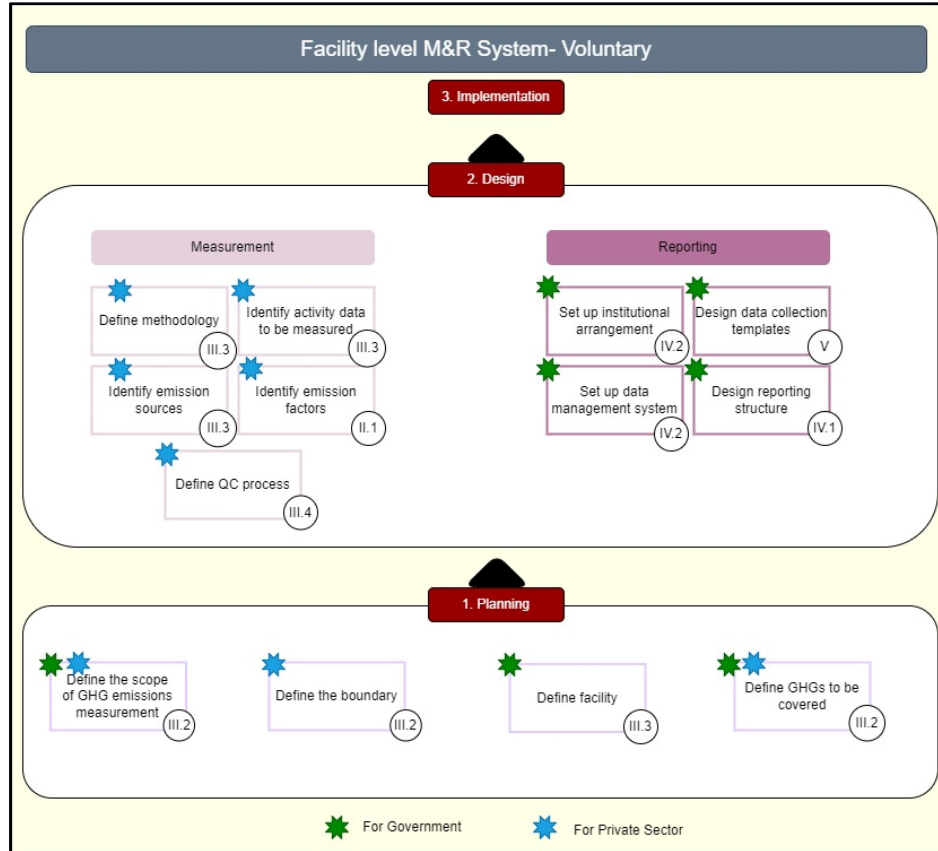 Facility level M&R System- Voluntary
3. Implementation
2. Design
Measurement
Reporting
Define methodology
III.3
Identify activity data
to be measured
III.3
Set up institutional
arrangement
IV.2
Design data collection
templates
V
Identify emission
sources
III.3
Identify emission
factors
II.1
Set up data
management system
IV.2
Design reporting
structure
IV.1
Define QC process
III.4
1. Planning
Define the scope
of GHG emissions
measurement
III.2
Define the boundary
III.2
Define facility
III.3
Define GHGs to be
covered
III.2
For Government
For Private Sector